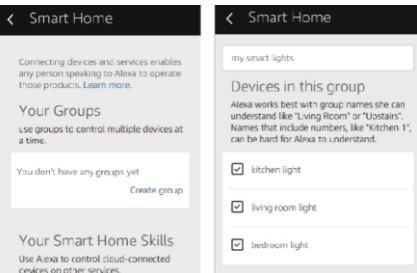 Smart Home
Connecting devices and services enables
any person speaking to Alexa to operate
those products. Learn more.
Your Groups
use groups to control multiple devices at
a time.
You don't have any groups yet
Create group
Your Smart Home Skills
Use Alexa to control cloud-connected
devices on other services.
Smart Home
my smart lights
Devices in this group
Alexa works best with group names she can
understand like "Living Room" or "Upstairs".
Names that include numbers, like "Kitchen 1",
can be hard for Alexa to understand.
kitchen light
living room light
bedroom light